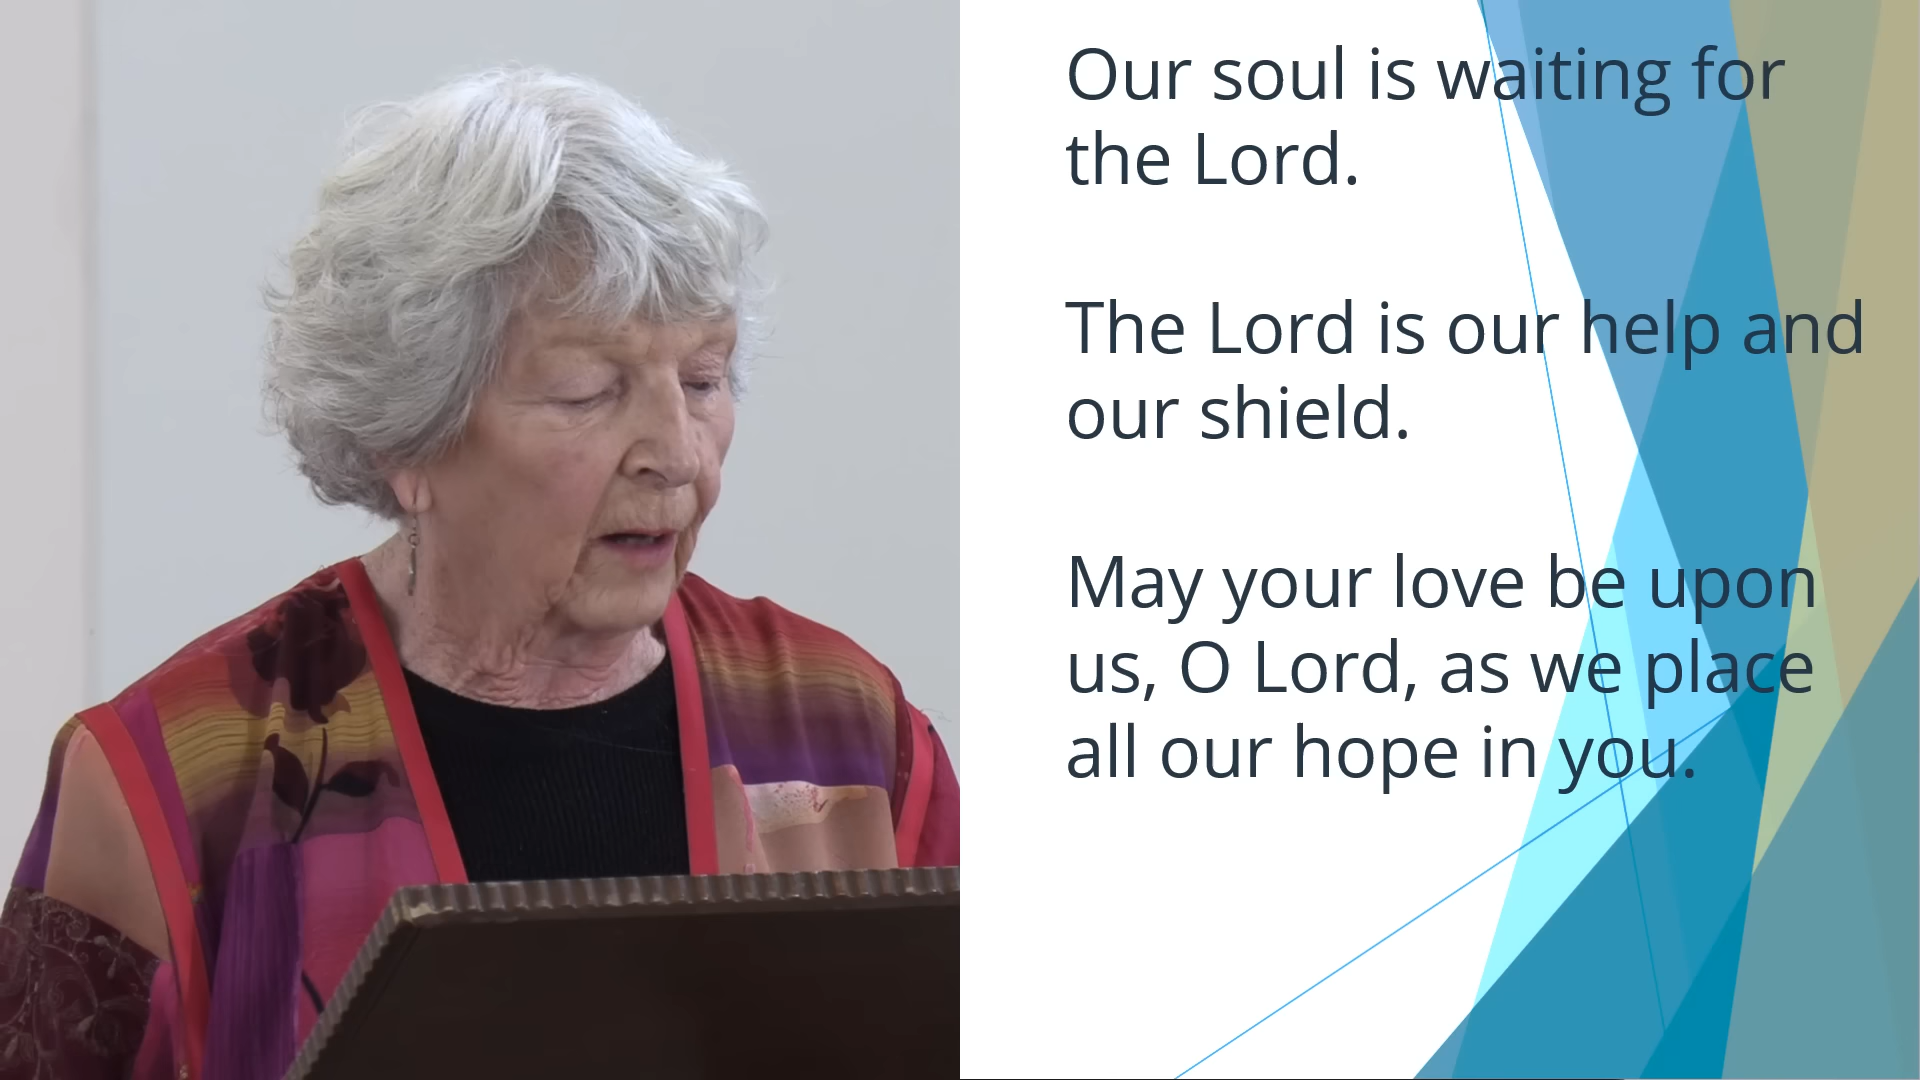 Our soul is waiting for
the Lord.
The Lord is our help and
our shield.
May your love be upon
us, O Lord, as we place
all our hope in you.